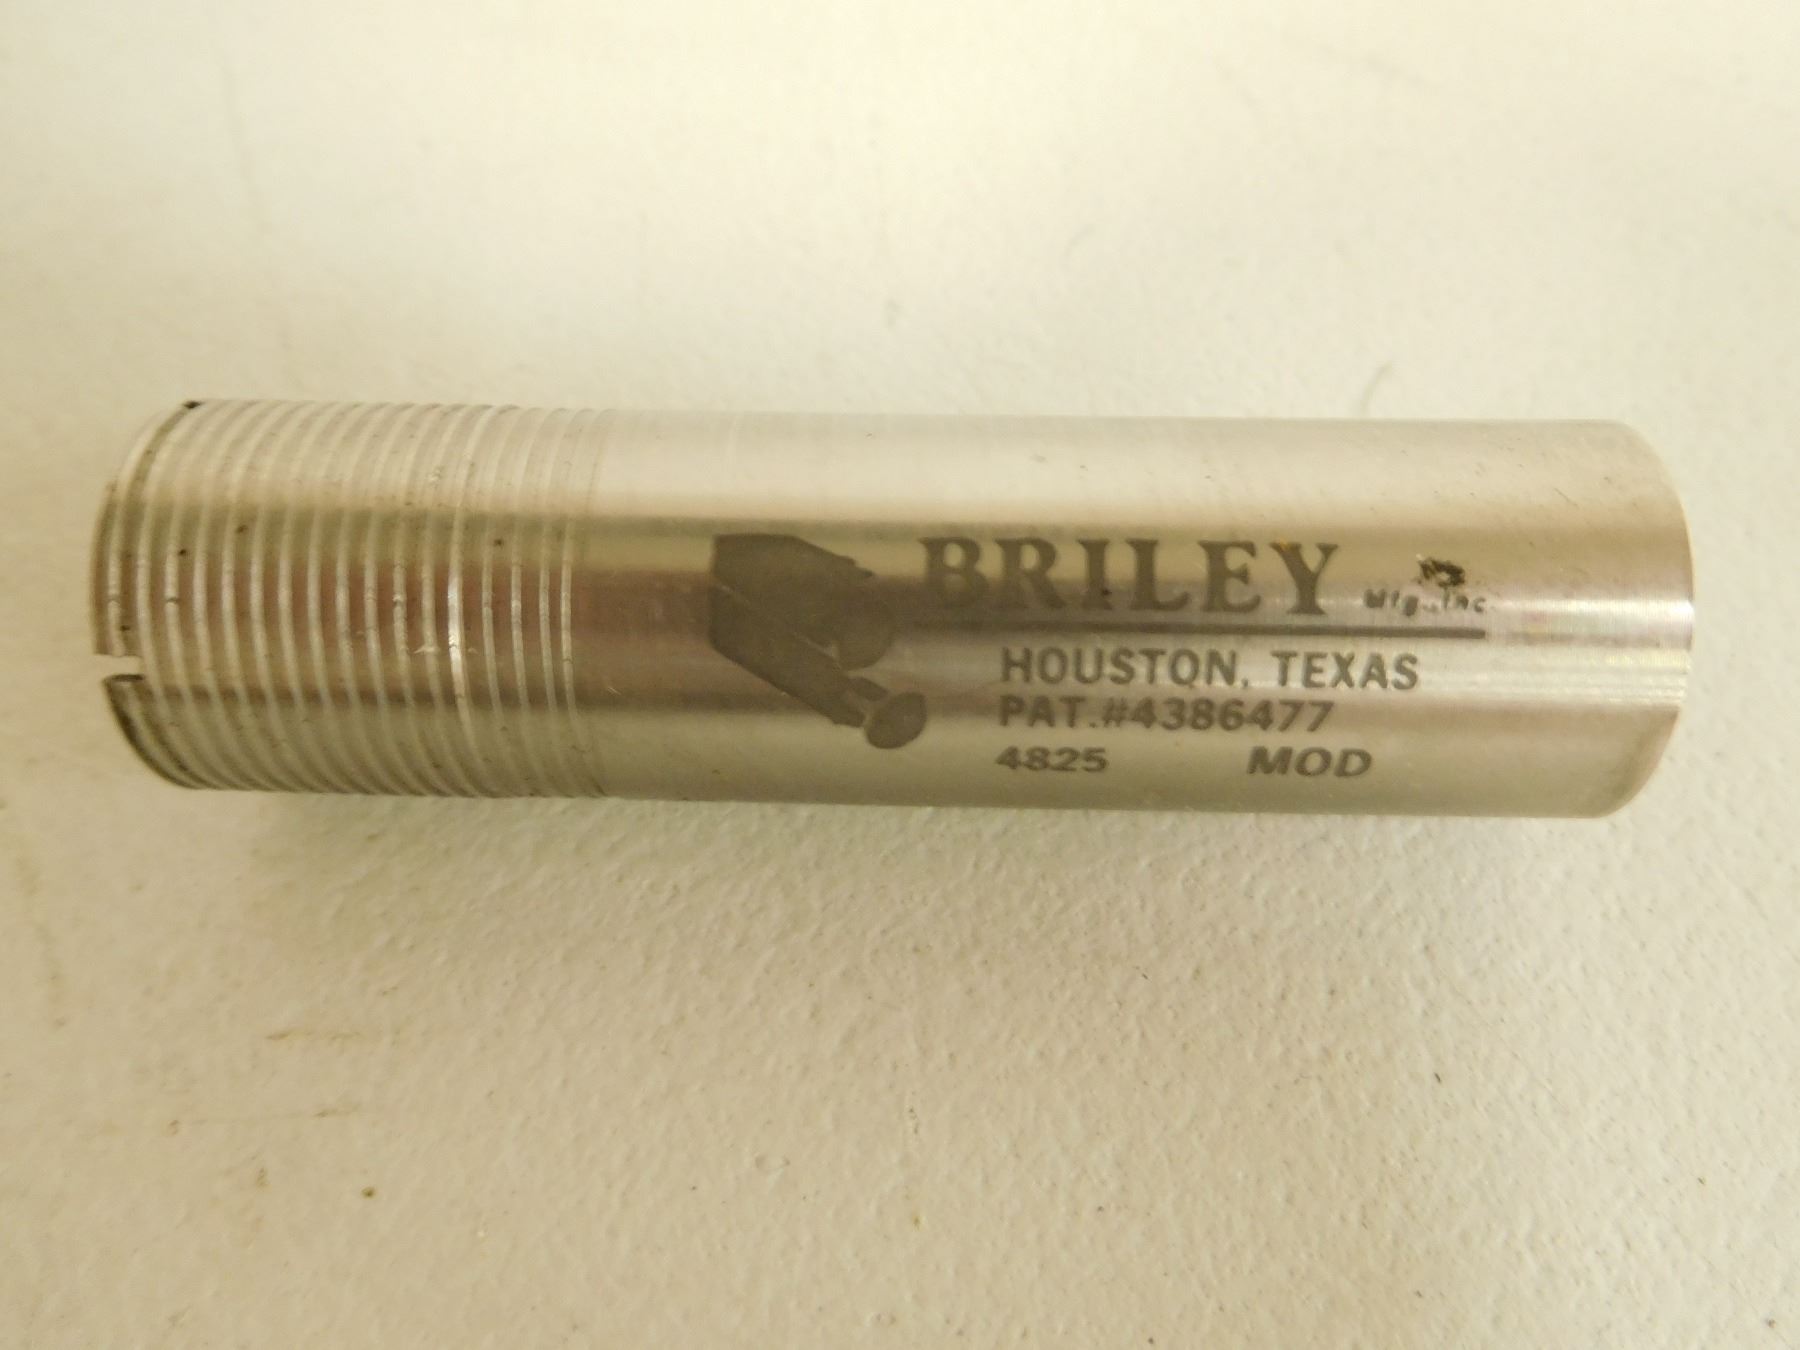 BRILEY Mfg. Inc.
HOUSTON, TEXAS
PAT.#4386477
4825 MOD